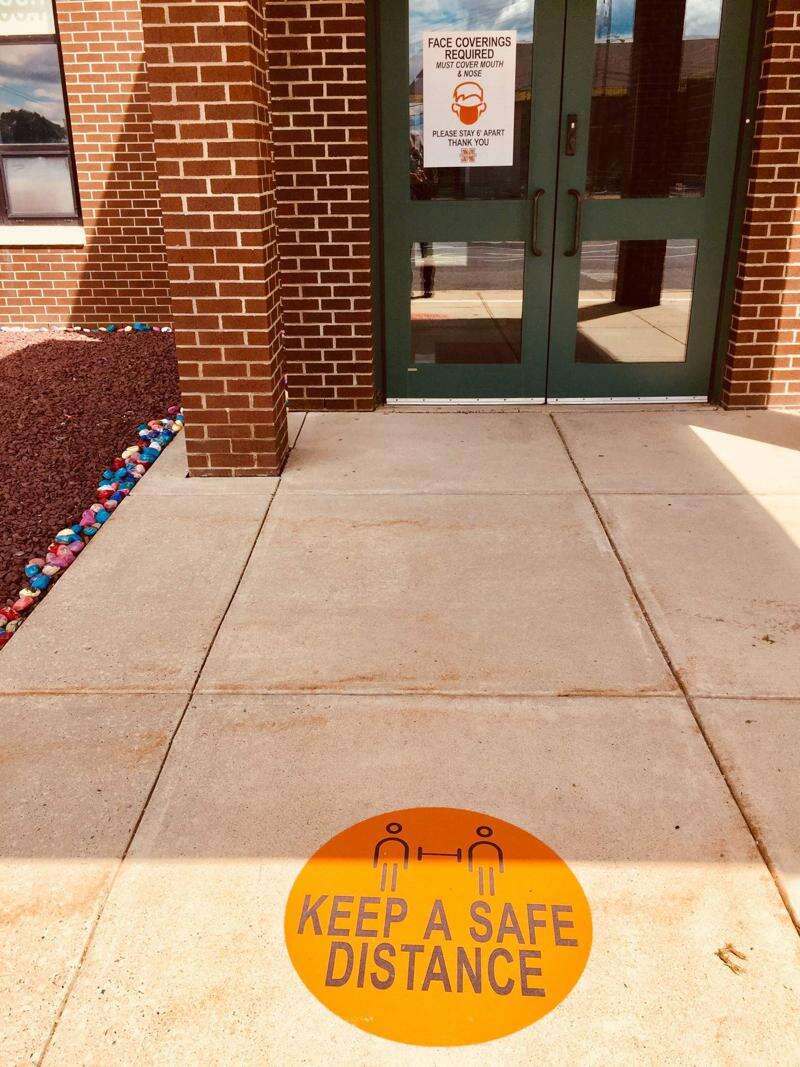 FACE COVERINGS
REQUIRED
MUST COVER MOUTH
& NOSE
PLEASE STAY 6' APART
THANK YOU
KEEP A SAFE
DISTANCE